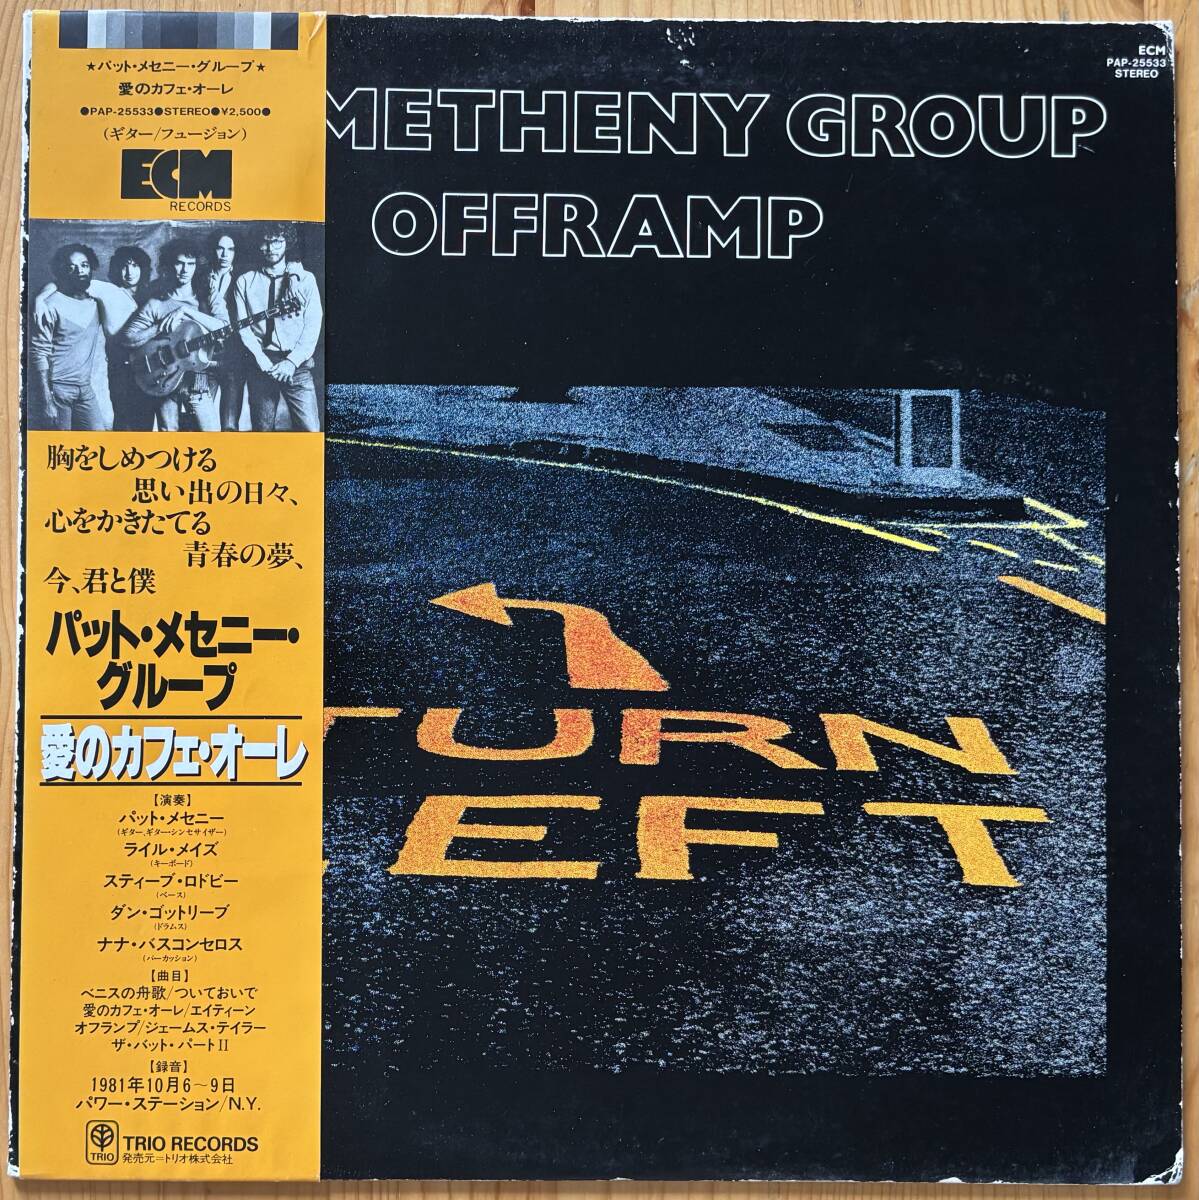 ★パット・メセニー・グループ★
愛のカフェ・オーレ
●PAP-25533●STEREO●¥2,500●
(ギター/フュージョン)
ECM
RECORDS
胸をしめつける
思い出の日々、
心をかきたてる
青春の夢、
今、君と僕
パット・メセニー・
グループ
愛のカフェ・オーレ
【演奏】
パット・メセニー
(ギター、ギター・シンセサイザー)
ライル・メイズ
(キーボード)
スティーブ・ロドビー
(ベース)
ダン・ゴットリーブ
(ドラムス)
ナナ・バスコンセロス
(パーカッション)
【曲目】
ベニスの舟歌/ついておいで
愛のカフェ・オーレ/エイティーン
オフランプ/ジェームス・テイラー
ザ・バット・パートII
【録音】
1981年10月6～9日
パワー・ステーション/N.Y.
TRIO
TRIO RECORDS
発売元=トリオ株式会社
ECM
PAP-25533
STEREO
METHENY GROUP
OFFRAMP
TURN
EFT